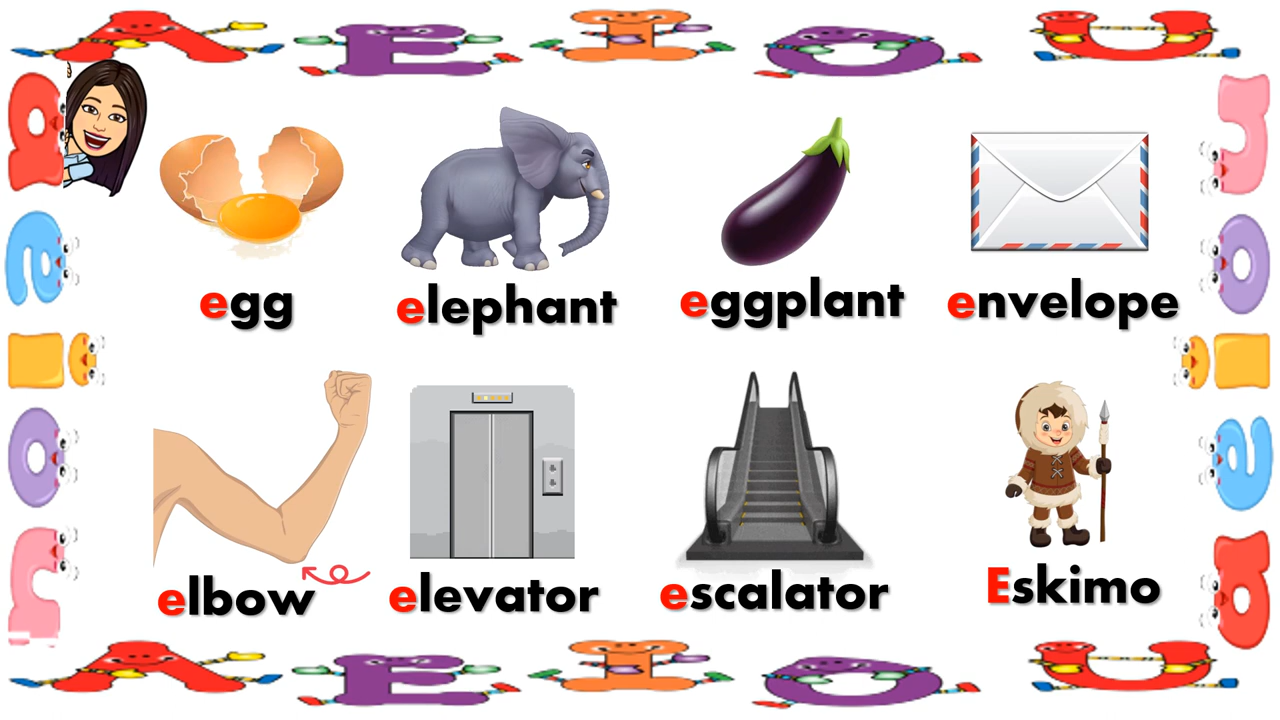 A E I O U
egg elephant eggplant envelope
elbow elevator escalator Eskimo
a e i o u
u o i e a
A E I O U